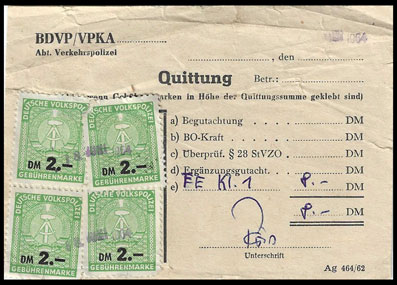 BDVP/VPKA
Abt. Verkehrspolizei
, den
Quittung
Betr.:
Marken in Höhe der Quittungssumme geklebt sind)
a) Begutachtung DM
b) BO-Kraft DM
c) Überprüf. § 28 StVZO DM
d) Ergänzungsgutacht. DM
e) FE Kl. 1 8.- DM
8.- DM
Unterschrift
Ag 464/62
DEUTSCHE VOLKSPOLIZEI
DM 2.–
GEBÜHRENMARKE
DEUTSCHE VOLKSPOLIZEI
DM 2.–
GEBÜHRENMARKE
DEUTSCHE VOLKSPOLIZEI
DM 2.–
GEBÜHRENMARKE
DEUTSCHE VOLKSPOLIZEI
DM 2.–
GEBÜHRENMARKE